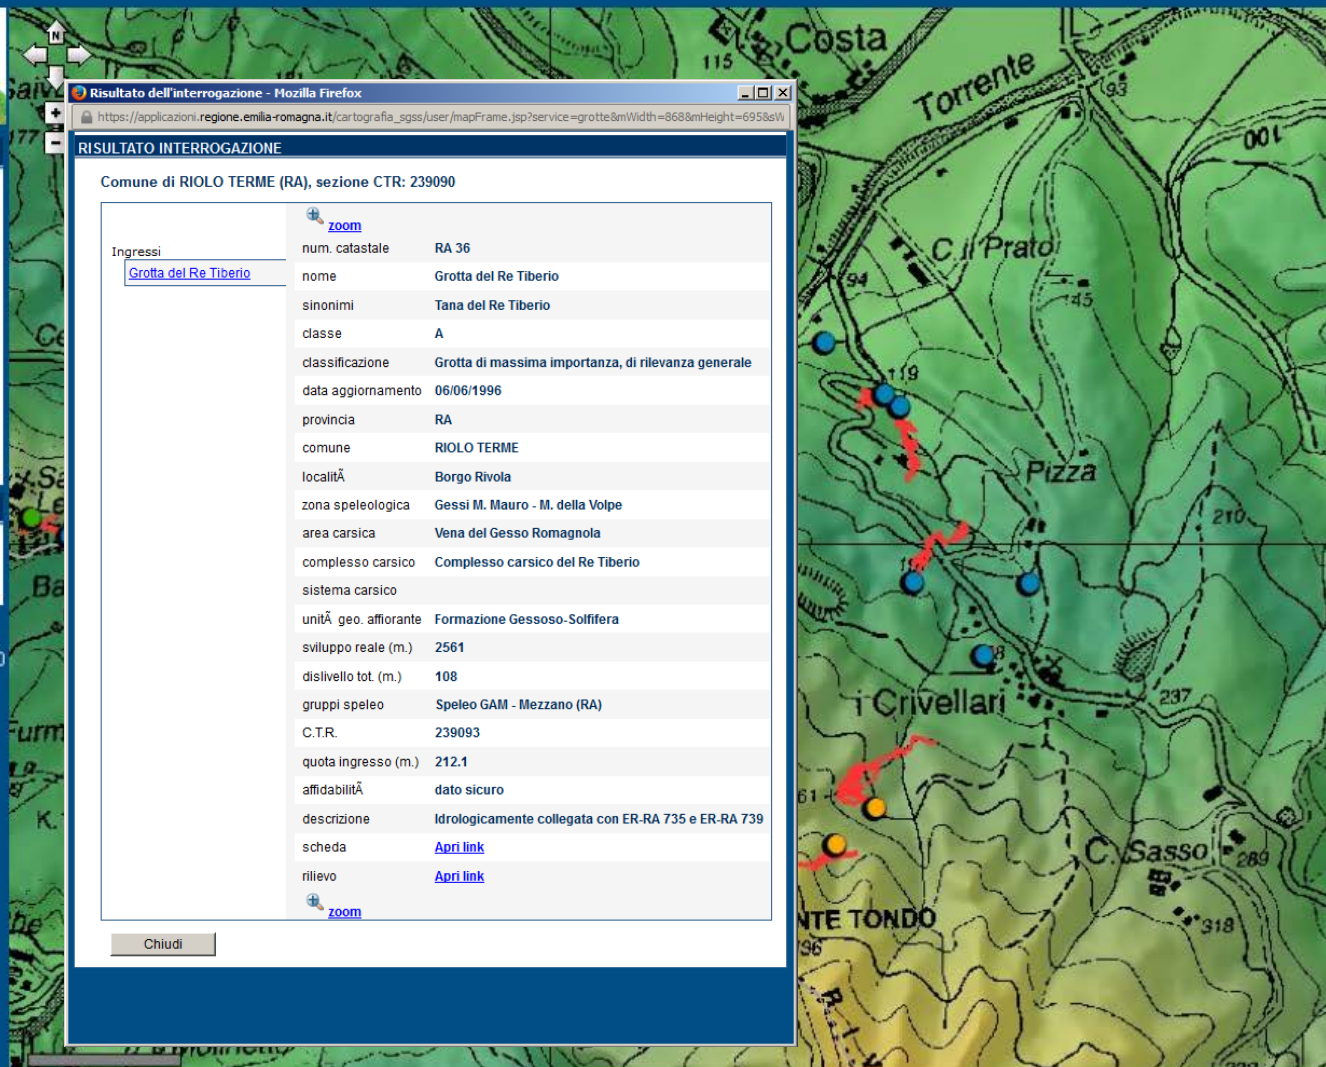 Risultato dell'interrogazione - Mozilla Firefox
https://applicazioni.regione.emilia-romagna.it/cartografia_sgss/user/mapFrame.jsp?service=grotte&mWidth=868&mHeight=695&sW
RISULTATO INTERROGAZIONE
Comune di RIOLO TERME (RA), sezione CTR: 239090
Ingressi
Grotta del Re Tiberio
zoom
num. catastale RA 36
nome Grotta del Re Tiberio
sinonimi Tana del Re Tiberio
classe A
classificazione Grotta di massima importanza, di rilevanza generale
data aggiornamento 06/06/1996
provincia RA
comune RIOLO TERME
localitÃ Borgo Rivola
zona speleologica Gessi M. Mauro - M. della Volpe
area carsica Vena del Gesso Romagnola
complesso carsico Complesso carsico del Re Tiberio
sistema carsico
unitÃ geo. affiorante Formazione Gessoso-Solfifera
sviluppo reale (m.) 2561
dislivello tot. (m.) 108
gruppi speleo Speleo GAM - Mezzano (RA)
C.T.R. 239093
quota ingresso (m.) 212.1
affidabilitÃ dato sicuro
descrizione Idrologicamente collegata con ER-RA 735 e ER-RA 739
scheda Apri link
rilievo Apri link
zoom
Chiudi
N
Costa
115
Torrente
93
100
C. il Prato
94
145
119
Pizza
210
i Crivellari
237
C. Sasso
289
318
NTE TONDO